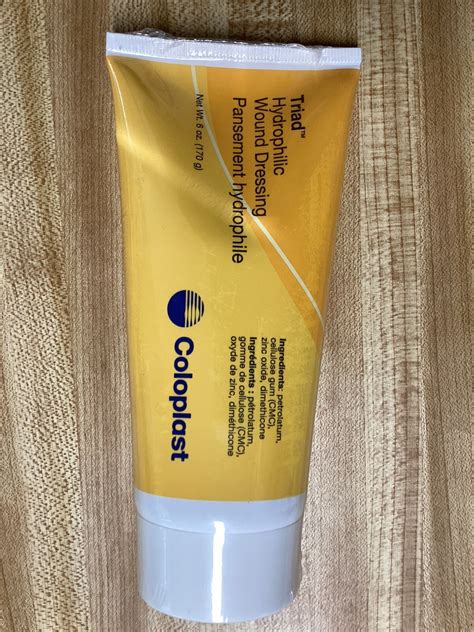 Triad™
Hydrophilic
Wound Dressing
Pansement hydrophile
Net Wt. 6 oz. (170 g)
Ingredients: petrolatum,
cellulose gum (CMC),
zinc oxide, dimethicone
Ingrédients : pétrolatum,
gomme de cellulose (CMC),
oxyde de zinc, diméthicone
Coloplast